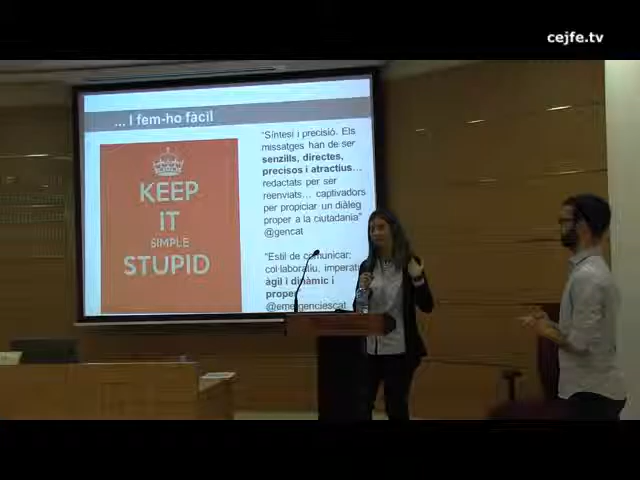 cejfe.tv
... I fem-ho fàcil
KEEP
IT
SIMPLE
STUPID
"Síntesi i precisió. Els
missatges han de ser
senzills, directes,
precisos i atractius...
redactats per ser
reenviats... captivadors
per propiciar un diàleg
proper a la ciutadania"
@gencat
"Estil de comunicar:
col·laboratiu, imperati
àgil i dinàmic i
proper
@emergenciescat